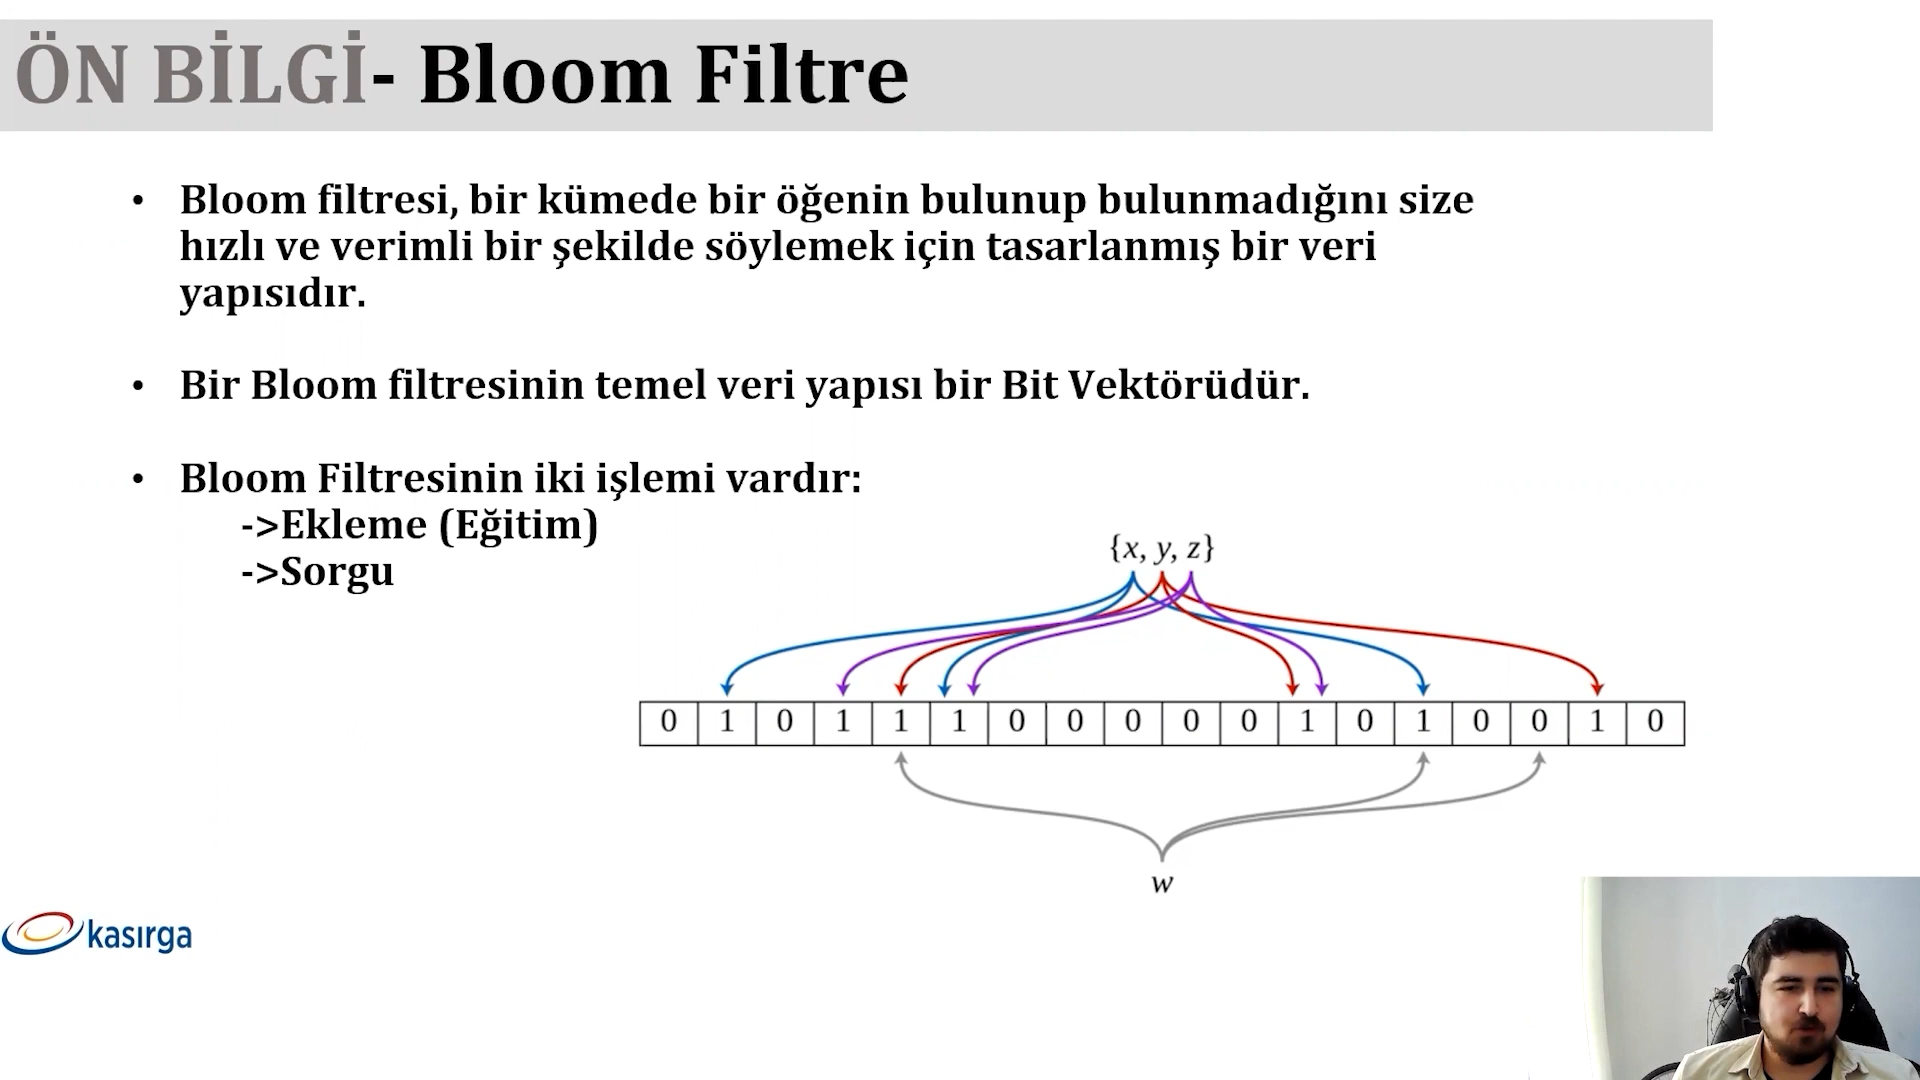 ÖN BİLGİ- Bloom Filtre
• Bloom filtresi, bir kümede bir öğenin bulunup bulunmadığını size
hızlı ve verimli bir şekilde söylemek için tasarlanmış bir veri
yapısıdır.
• Bir Bloom filtresinin temel veri yapısı bir Bit Vektörüdür.
• Bloom Filtresinin iki işlemi vardır:
->Ekleme (Eğitim)
->Sorgu
{x, y, z}
0 1 0 1 1 1 0 0 0 0 0 1 0 1 0 0 1 0
w
kasırga